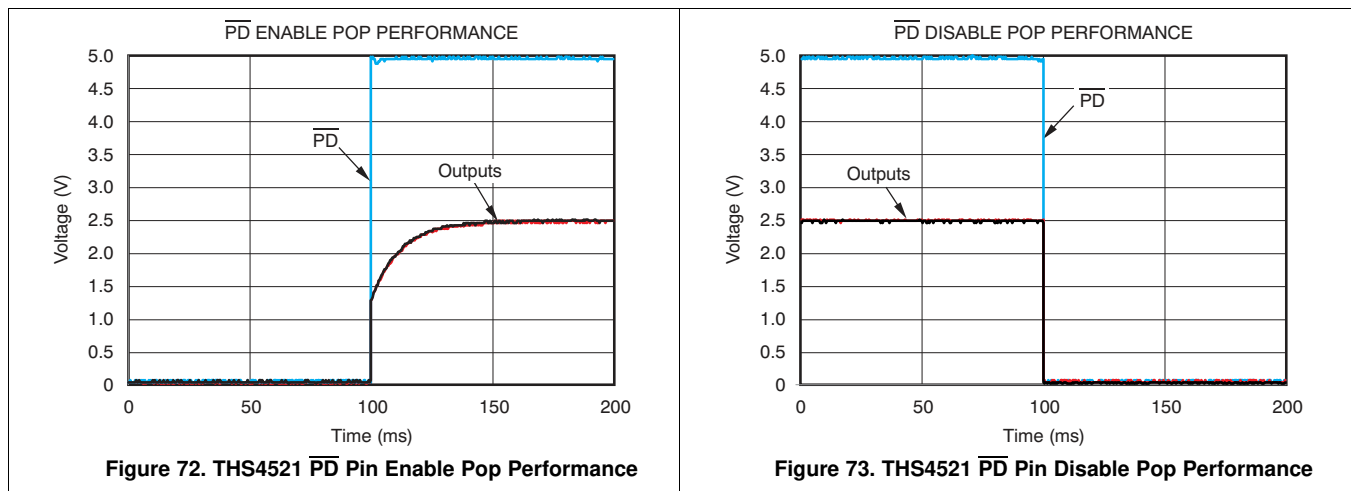 PD ENABLE POP PERFORMANCE
5.0
4.5
4.0
3.5
3.0
2.5
2.0
1.5
1.0
0.5
0
Voltage (V)
PD
Outputs
0 50 100 150 200
Time (ms)
Figure 72. THS4521 PD Pin Enable Pop Performance
PD DISABLE POP PERFORMANCE
5.0
4.5
4.0
3.5
3.0
2.5
2.0
1.5
1.0
0.5
0
Voltage (V)
PD
Outputs
0 50 100 150 200
Time (ms)
Figure 73. THS4521 PD Pin Disable Pop Performance